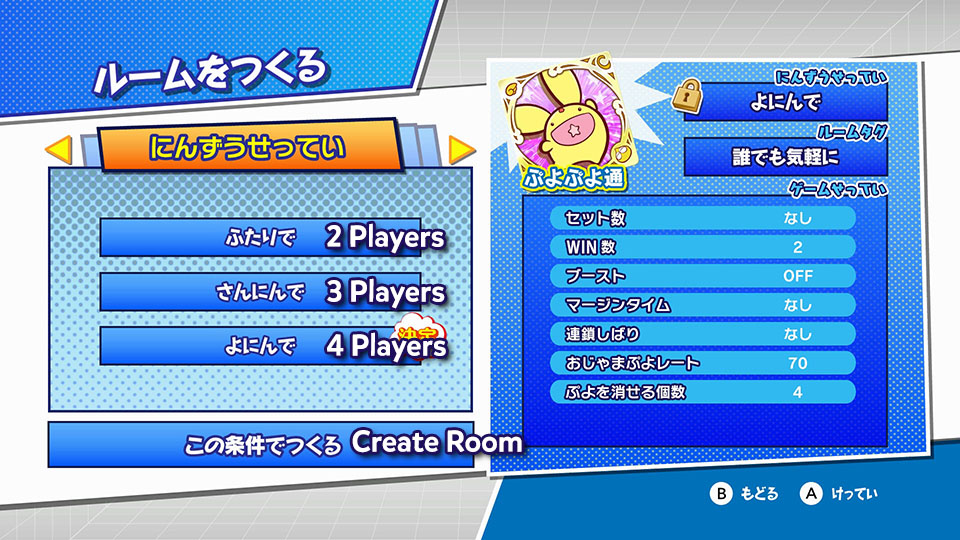 ルームをつくる
にんずうせってい
ふたりで 2 Players
さんにんで 3 Players
決定
よにんで 4 Players
この条件でつくる Create Room
ぷよぷよ通
にんずうせってい
よにんで
ルームタグ
誰でも気軽に
ゲームせってい
セット数 なし
WIN数 2
ブースト OFF
マージンタイム なし
連鎖しばり なし
おじゃまぷよレート 70
ぷよを消せる個数 4
B もどる A けってい